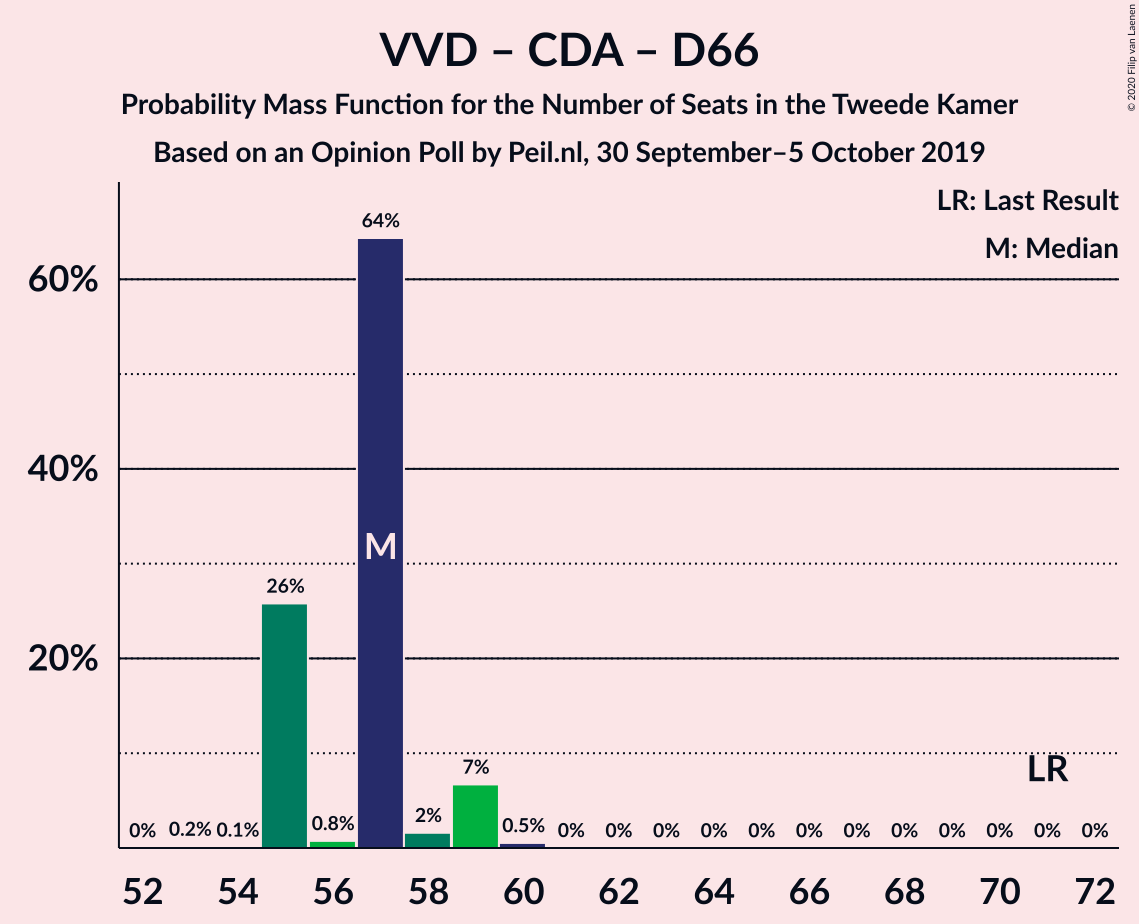 VVD – CDA – D66
Probability Mass Function for the Number of Seats in the Tweede Kamer
Based on an Opinion Poll by Peil.nl, 30 September–5 October 2019
© 2020 Filip van Laenen
LR: Last Result
M: Median
60%
40%
20%
0%
0.2%
0.1%
26%
0.8%
64%
M
2%
7%
0.5%
0%
0%
0%
0%
0%
0%
0%
0%
0%
0%
0%
0%
LR
52 54 56 58 60 62 64 66 68 70 72